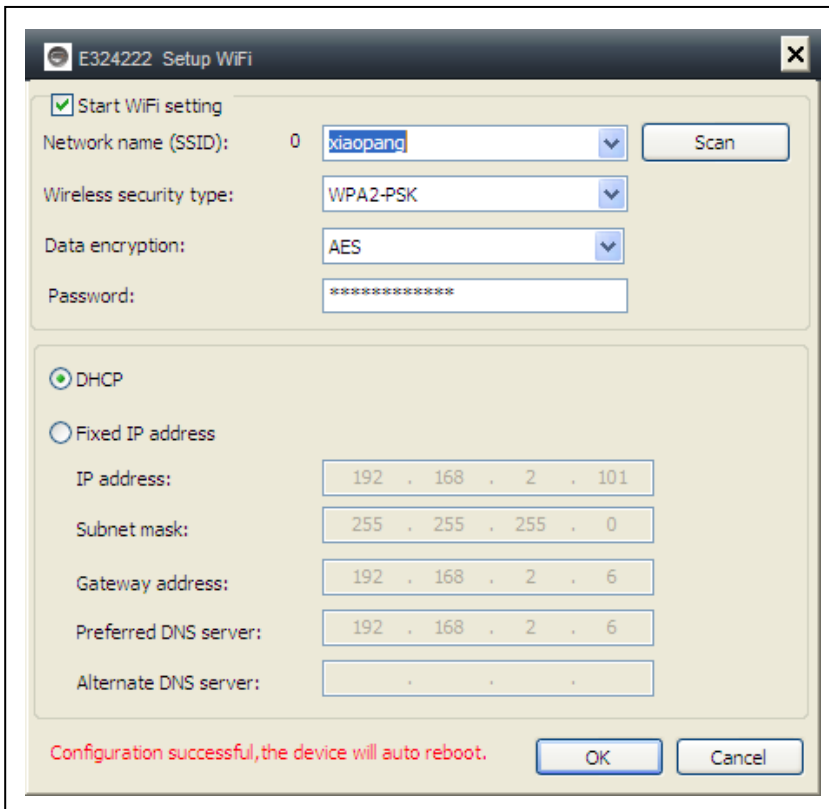 E324222 Setup WiFi
Start WiFi setting
Network name (SSID): 0 xiaopang Scan
Wireless security type: WPA2-PSK
Data encryption: AES
Password: ************
DHCP
Fixed IP address
IP address: 192 . 168 . 2 . 101
Subnet mask: 255 . 255 . 255 . 0
Gateway address: 192 . 168 . 2 . 6
Preferred DNS server: 192 . 168 . 2 . 6
Alternate DNS server: . . .
Configuration successful,the device will auto reboot. OK Cancel